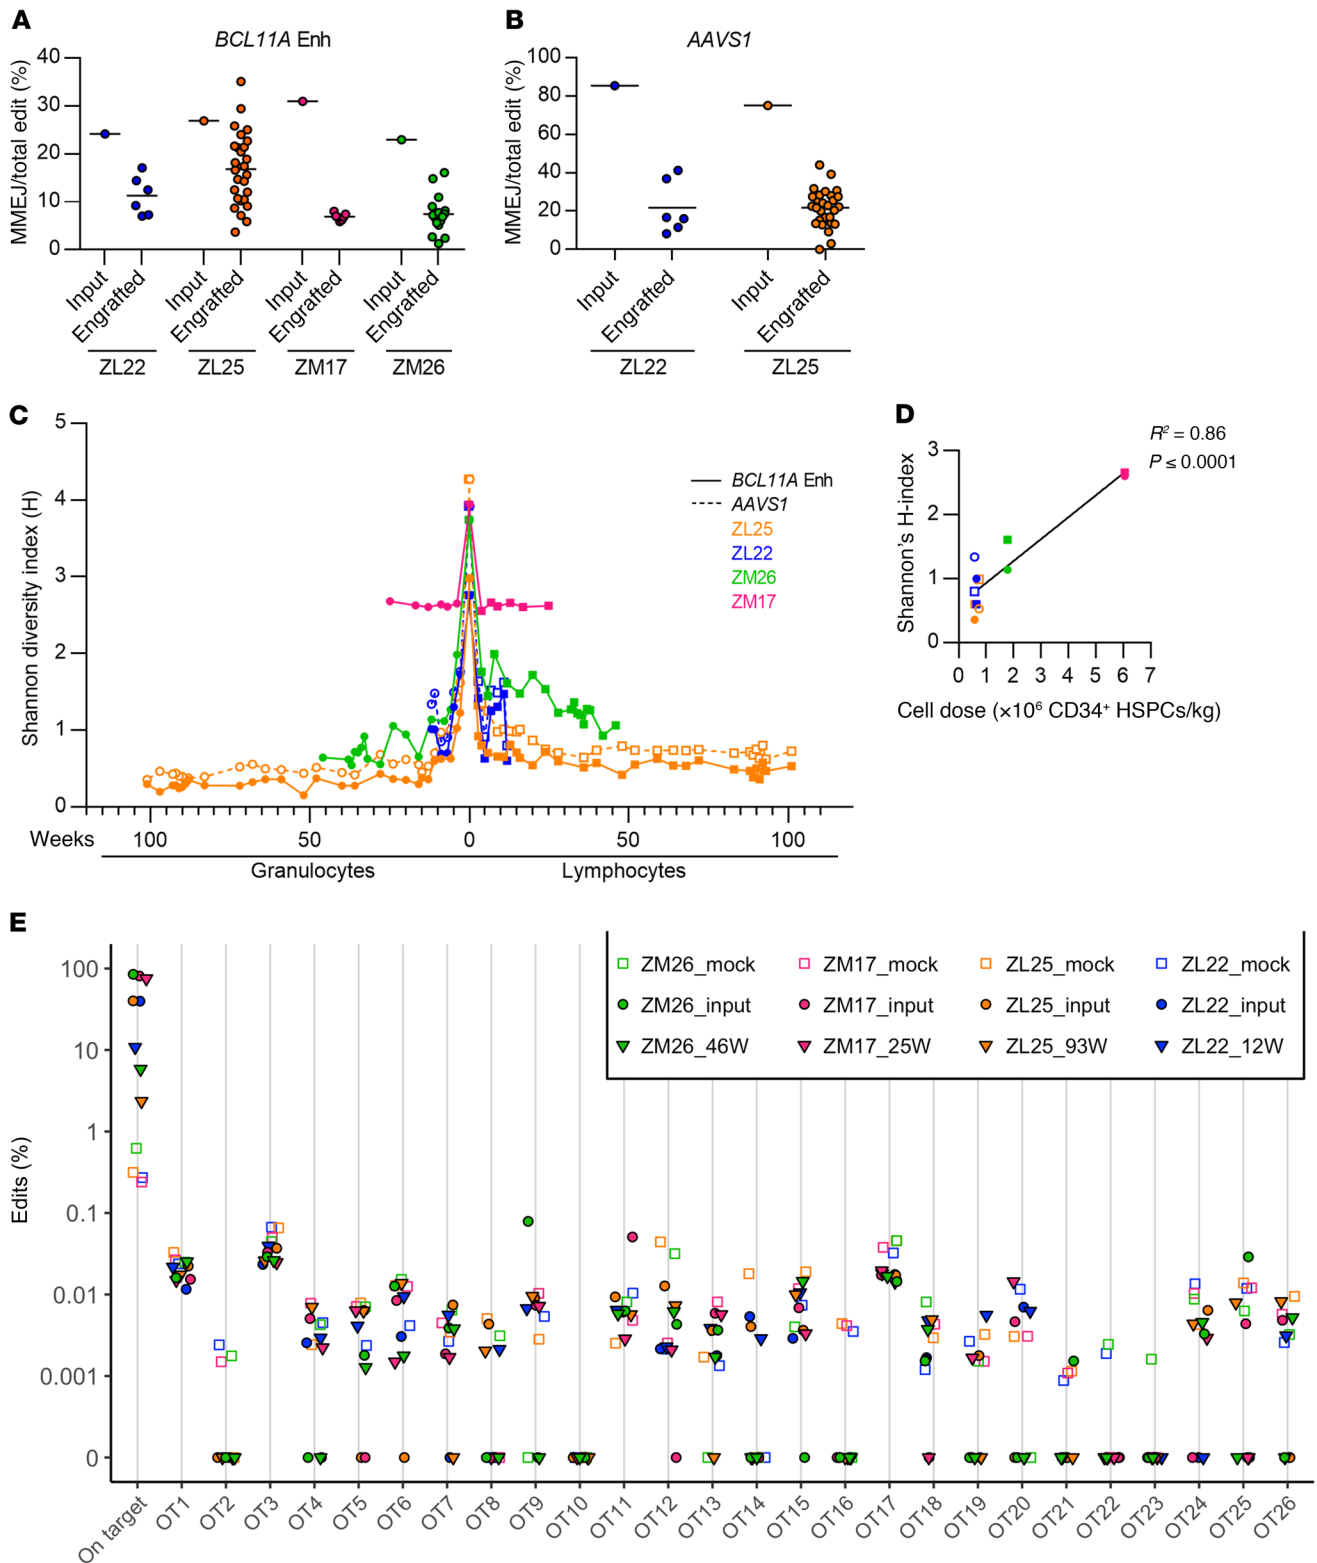 A
BCL11A Enh
MMEJ/total edit (%)
40
30
20
10
0
Input
Engrafted
Input
Engrafted
Input
Engrafted
Input
Engrafted
ZL22
ZL25
ZM17
ZM26
B
AAVS1
MMEJ/total edit (%)
100
80
60
40
20
0
Input
Engrafted
Input
Engrafted
ZL22
ZL25
C
Shannon diversity index (H)
5
4
3
2
1
0
BCL11A Enh
AAVS1
ZL25
ZL22
ZM26
ZM17
Weeks 100 50 0 50 100
Granulocytes Lymphocytes
D
R² = 0.86
P ≤ 0.0001
Shannon's H-index
3
2
1
0
0 1 2 3 4 5 6 7
Cell dose (×10⁶ CD34⁺ HSPCs/kg)
E
Edits (%)
100
10
1
0.1
0.01
0.001
0
ZM26_mock ZM17_mock ZL25_mock ZL22_mock
ZM26_input ZM17_input ZL25_input ZL22_input
ZM26_46W ZM17_25W ZL25_93W ZL22_12W
On target
OT1
OT2
OT3
OT4
OT5
OT6
OT7
OT8
OT9
OT10
OT11
OT12
OT13
OT14
OT15
OT16
OT17
OT18
OT19
OT20
OT21
OT22
OT23
OT24
OT25
OT26